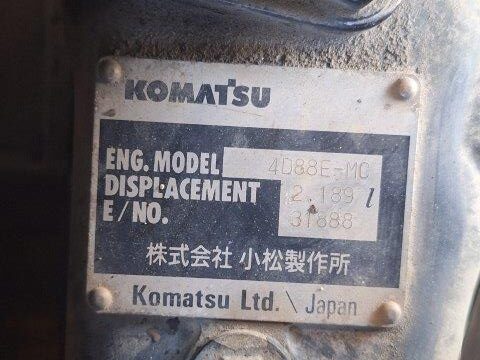 KOMATSU
ENG. MODEL 4D88E-MC
DISPLACEMENT 2.189 l
E/NO. 31888
株式会社 小松製作所
Komatsu Ltd. \ Japan